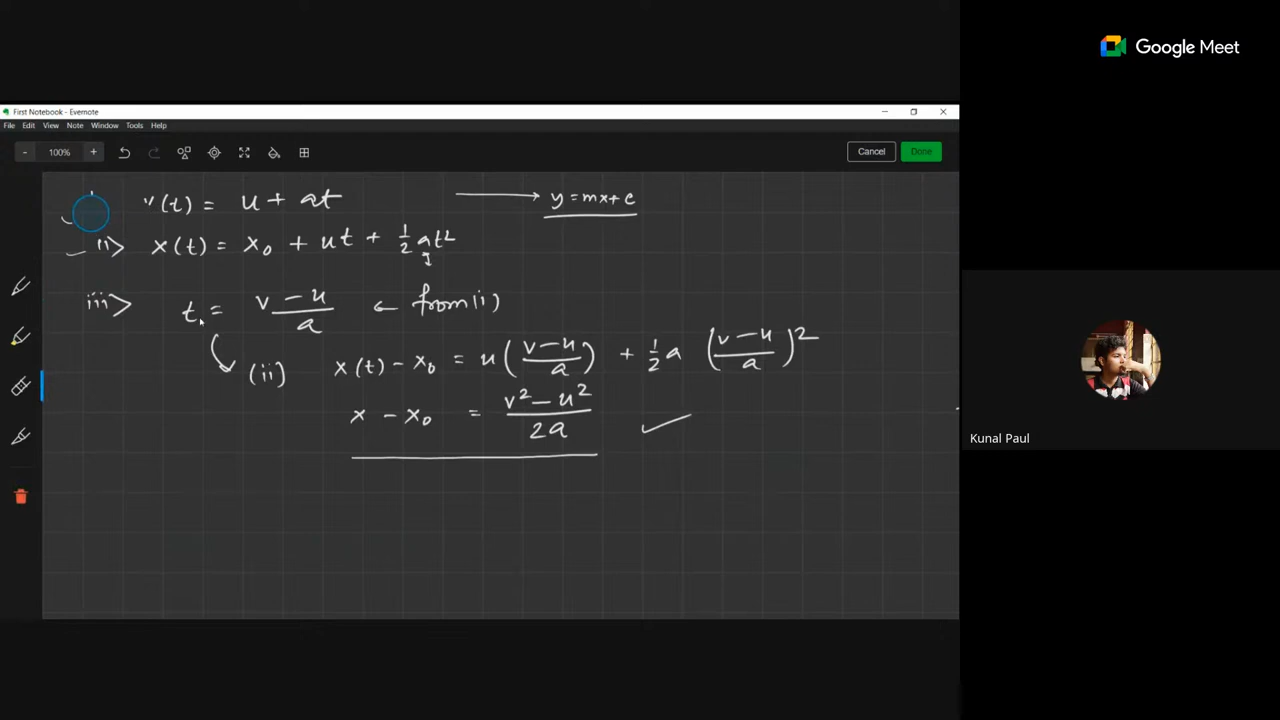 Google Meet
First Notebook - Evernote
File Edit View Note Window Tools Help
- 100% + Cancel Done
v(t) = u + at → y = mx + c
ii> x(t) = x₀ + ut + 1/2 at²
iii> t = (v - u)/a ← from (i)
(ii) x(t) - x₀ = u((v - u)/a) + 1/2 a ((v - u)/a)²
x - x₀ = (v² - u²)/2a ✓
Kunal Paul